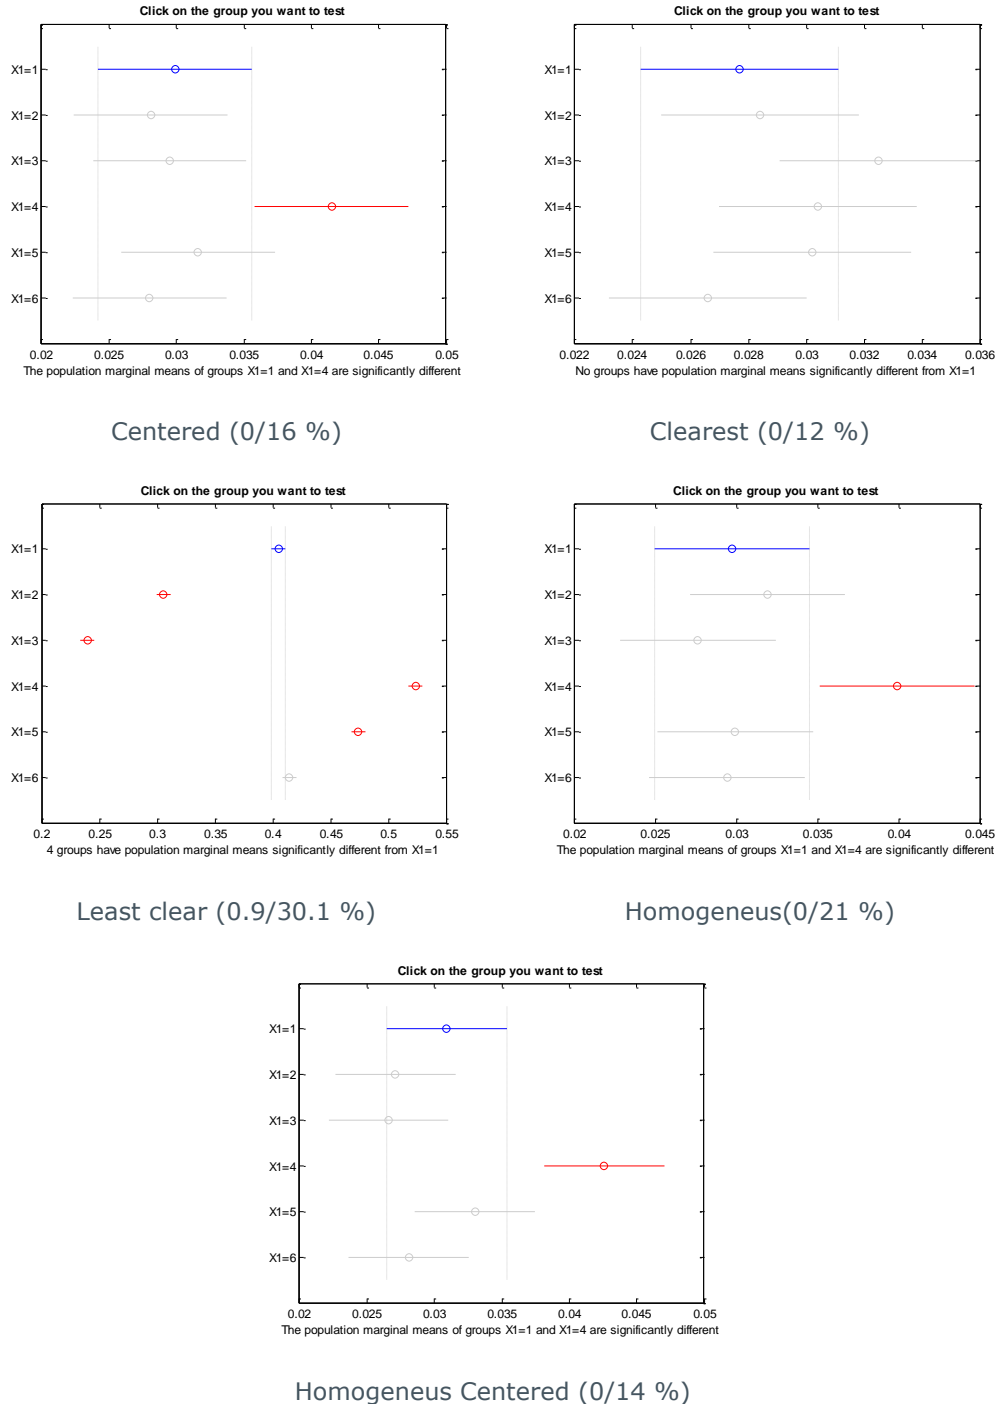 Click on the group you want to test
X1=1
X1=2
X1=3
X1=4
X1=5
X1=6
0.02 0.025 0.03 0.035 0.04 0.045 0.05
The population marginal means of groups X1=1 and X1=4 are significantly different
Centered (0/16 %)
Click on the group you want to test
X1=1
X1=2
X1=3
X1=4
X1=5
X1=6
0.022 0.024 0.026 0.028 0.03 0.032 0.034 0.036
No groups have population marginal means significantly different from X1=1
Clearest (0/12 %)
Click on the group you want to test
X1=1
X1=2
X1=3
X1=4
X1=5
X1=6
0.2 0.25 0.3 0.35 0.4 0.45 0.5 0.55
4 groups have population marginal means significantly different from X1=1
Least clear (0.9/30.1 %)
Click on the group you want to test
X1=1
X1=2
X1=3
X1=4
X1=5
X1=6
0.02 0.025 0.03 0.035 0.04 0.045
The population marginal means of groups X1=1 and X1=4 are significantly different
Homogeneus(0/21 %)
Click on the group you want to test
X1=1
X1=2
X1=3
X1=4
X1=5
X1=6
0.02 0.025 0.03 0.035 0.04 0.045 0.05
The population marginal means of groups X1=1 and X1=4 are significantly different
Homogeneus Centered (0/14 %)